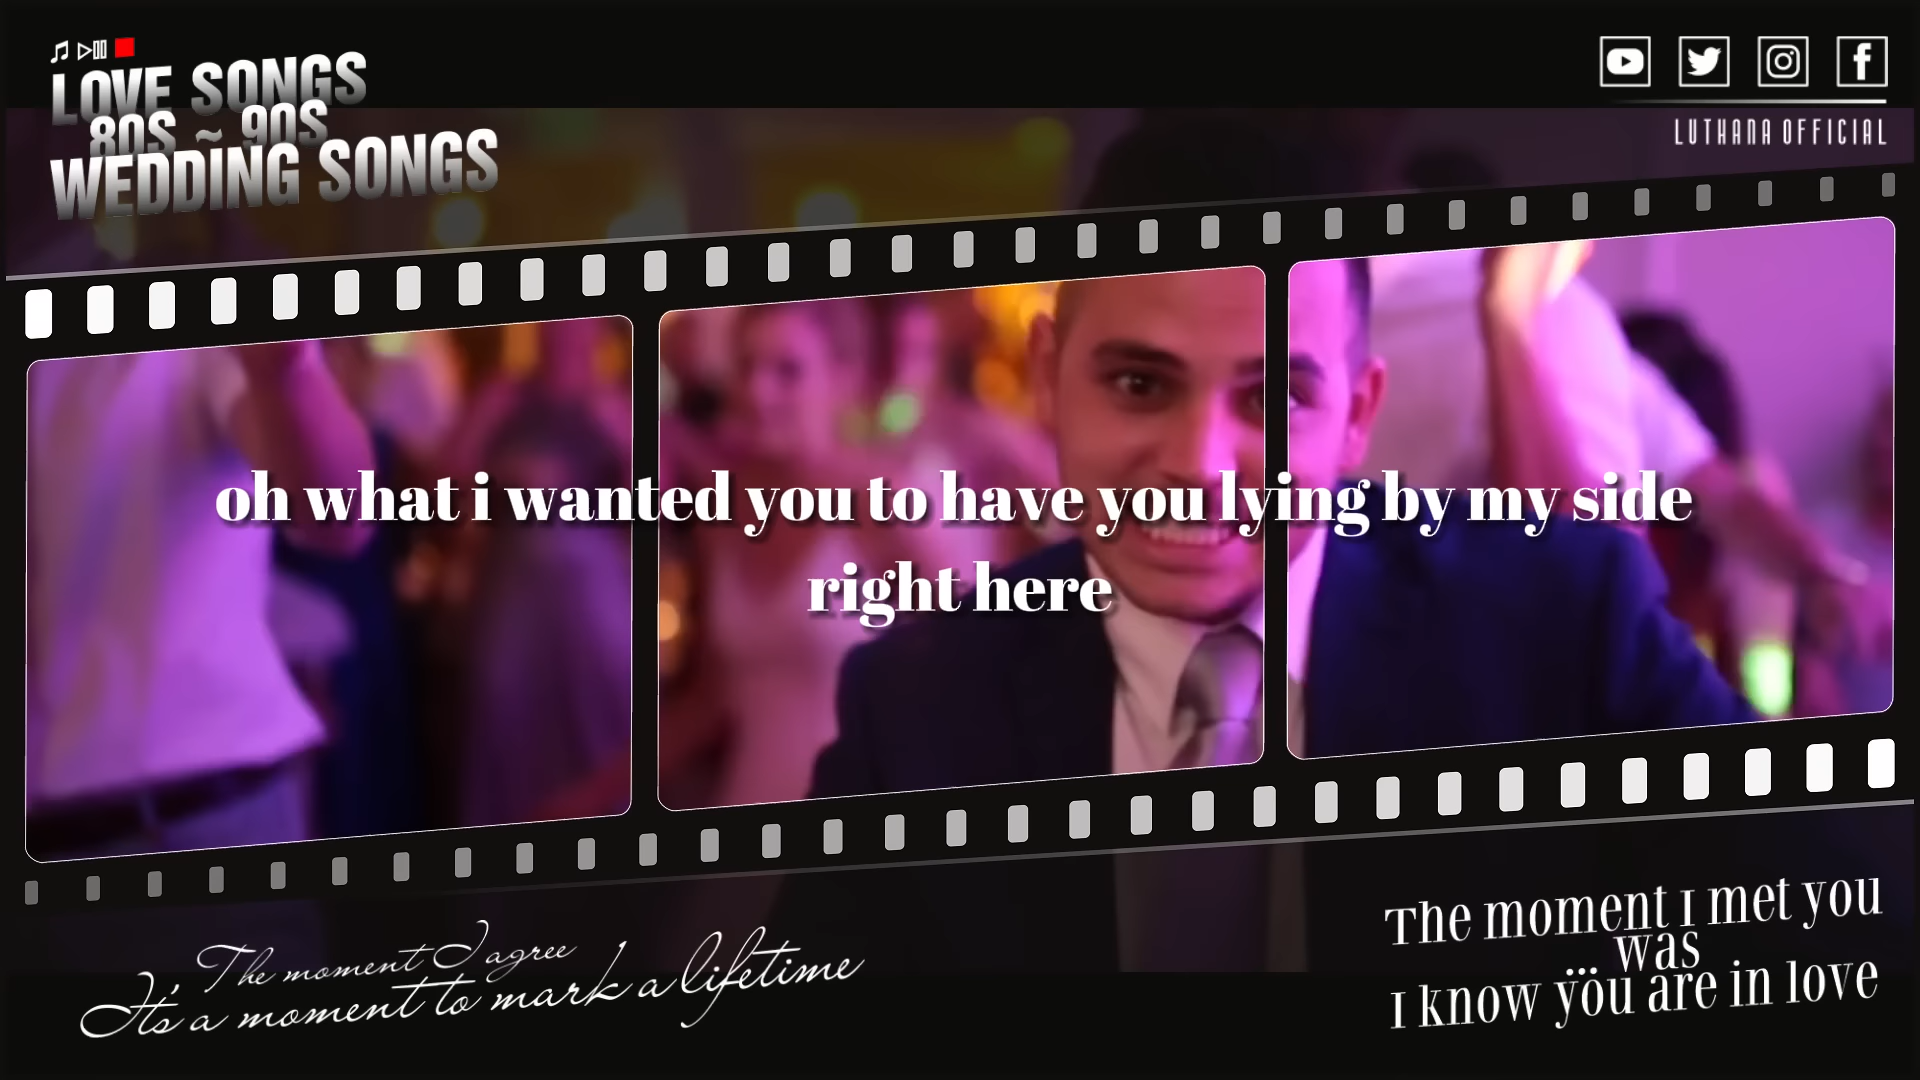 LOVE SONGS
80S ~ 90S
WEDDING SONGS
LUTHANA OFFICIAL
oh what i wanted you to have you lying by my side
right here
The moment I agree
It's a moment to mark a lifetime
The moment I met you
was
I know you are in love